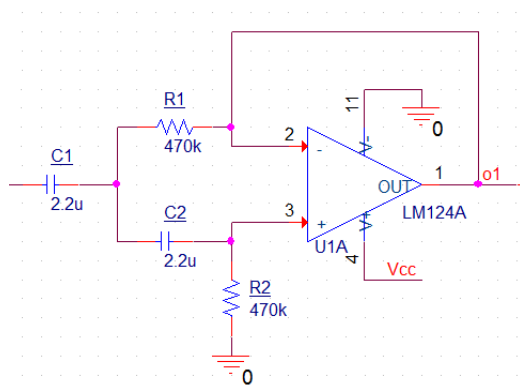 R1
470k
C1
2.2u
C2
2.2u
R2
470k
0
2
-
3
+
11
V-
0
OUT
1
o1
LM124A
U1A
V+
4
Vcc